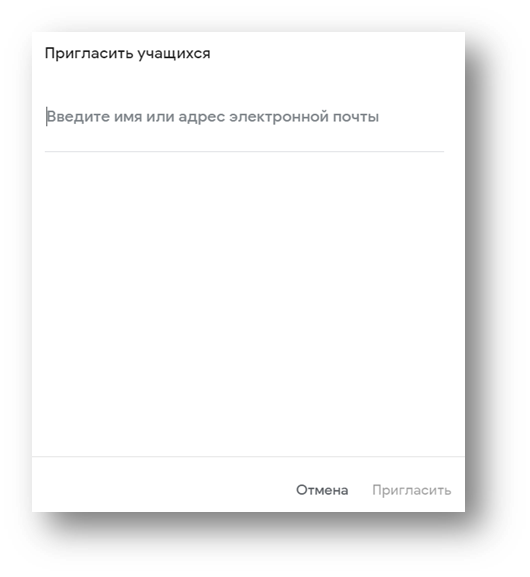 Пригласить учащихся
Введите имя или адрес электронной почты
Отмена Пригласить